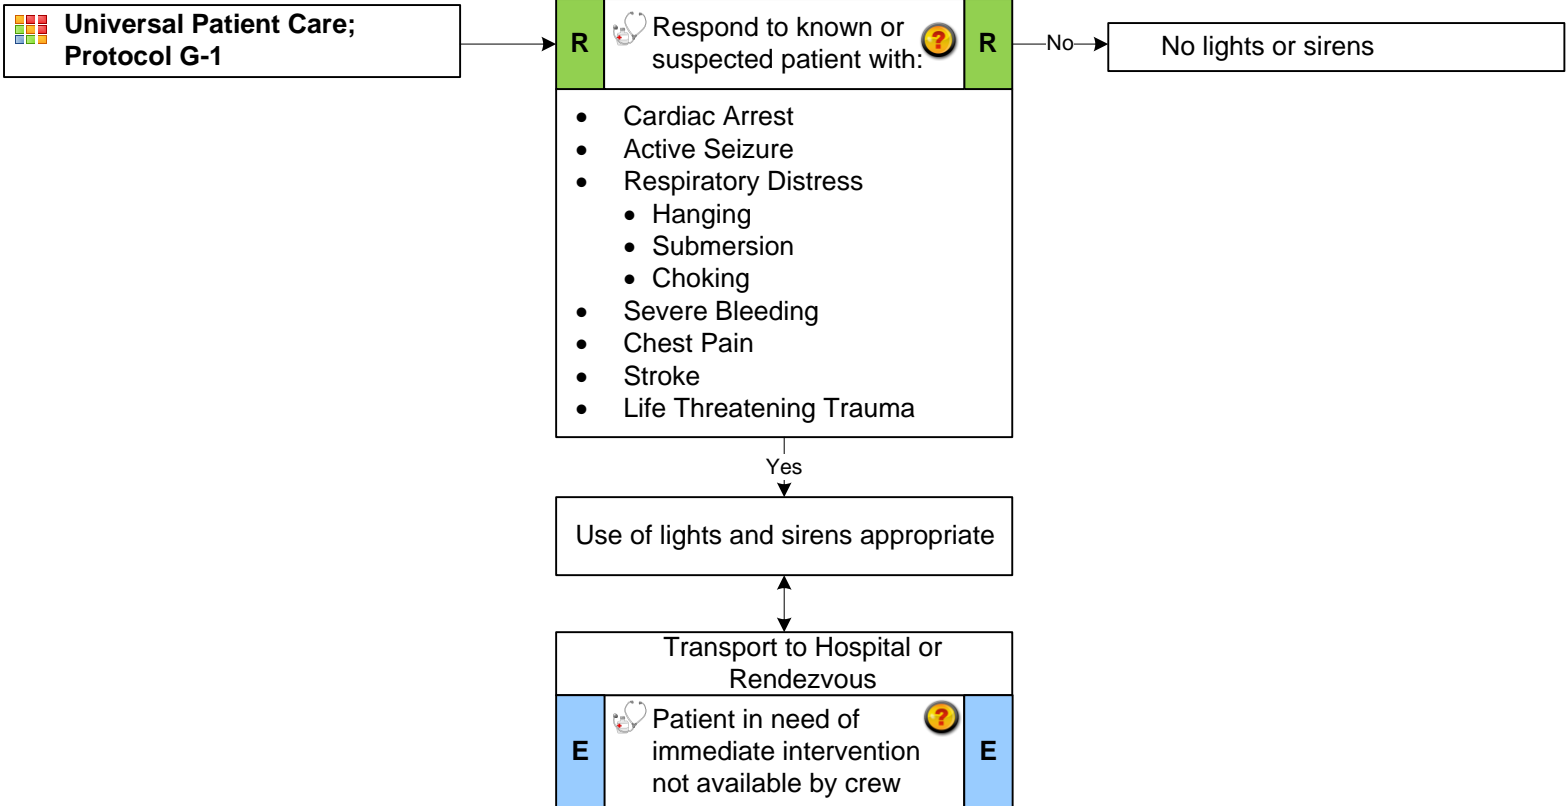 Universal Patient Care;
Protocol G-1
R
Respond to known or
suspected patient with:
?
R
No
No lights or sirens
• Cardiac Arrest
• Active Seizure
• Respiratory Distress
• Hanging
• Submersion
• Choking
• Severe Bleeding
• Chest Pain
• Stroke
• Life Threatening Trauma
Yes
Use of lights and sirens appropriate
Transport to Hospital or
Rendezvous
E
Patient in need of
immediate intervention
not available by crew
?
E